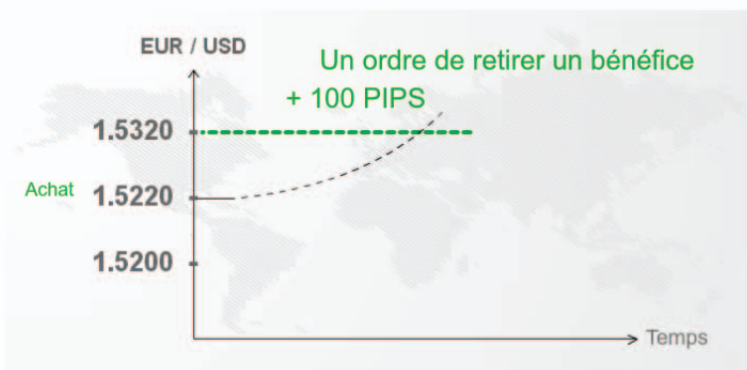 EUR / USD
Un ordre de retirer un bénéfice
+ 100 PIPS
1.5320
Achat 1.5220
1.5200
Temps